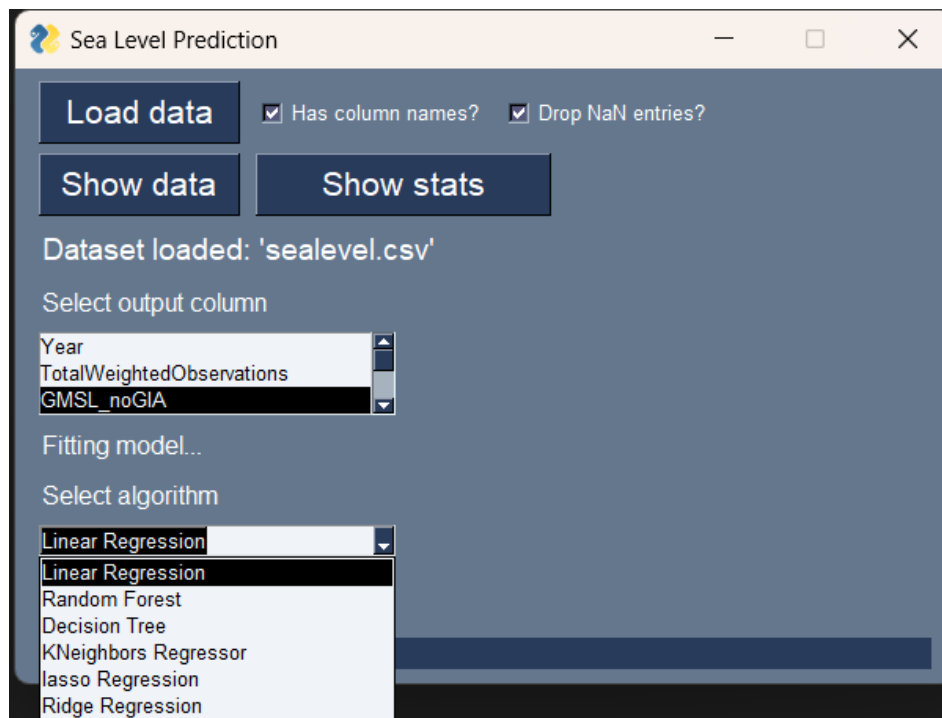 Sea Level Prediction
Load data Has column names? Drop NaN entries?
Show data Show stats
Dataset loaded: 'sealevel.csv'
Select output column
Year
TotalWeightedObservations
GMSL_noGIA
Fitting model...
Select algorithm
Linear Regression
Linear Regression
Random Forest
Decision Tree
KNeighbors Regressor
lasso Regression
Ridge Regression